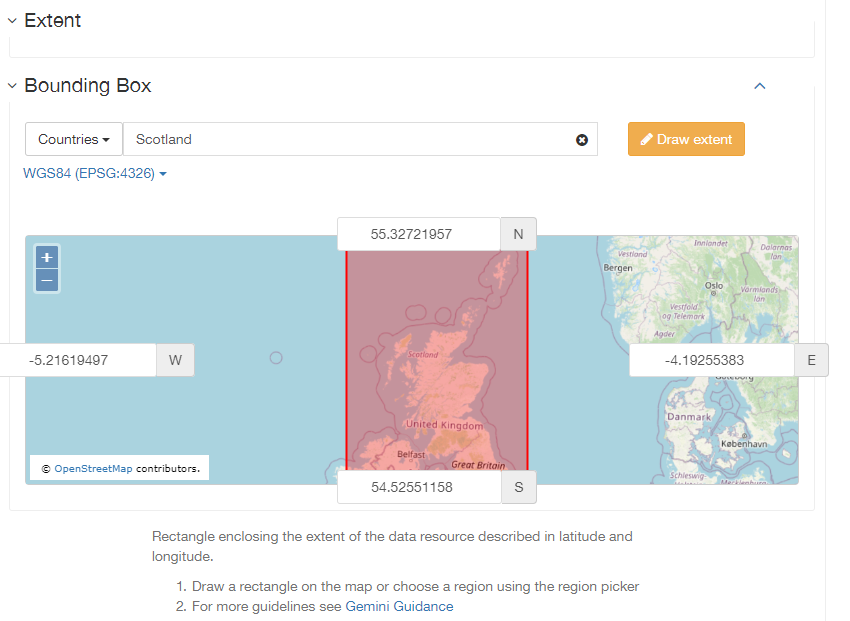 Extent
Bounding Box
Countries
Scotland
Draw extent
WGS84 (EPSG:4326)
55.32721957 N
+
−
Innlandet
Dalarnas län
Vestland
Bergen
Oslo
Värmlands län
Vestfold og Telemark
Agder
-5.21619497 W
Scotland
-4.19255383 E
Göteborg
Danmark
United Kingdom
København
Belfast
Great Britain
© OpenStreetMap contributors.
Schleswig-
Mecklenburg
54.52551158 S
Rectangle enclosing the extent of the data resource described in latitude and
longitude.
1. Draw a rectangle on the map or choose a region using the region picker
2. For more guidelines see Gemini Guidance